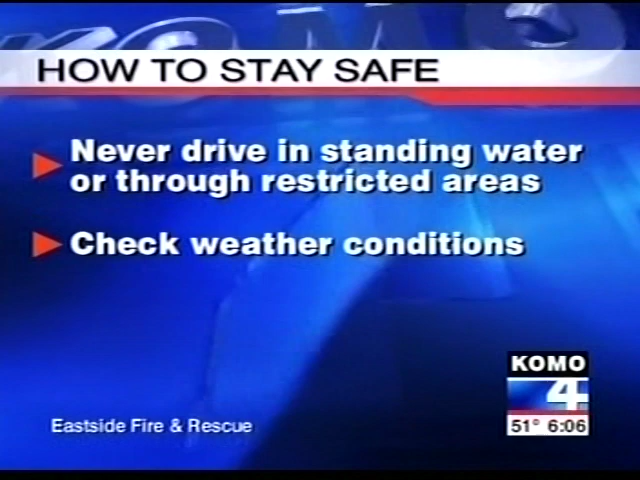 KOMO
HOW TO STAY SAFE
Never drive in standing water
or through restricted areas
Check weather conditions
KOMO
4
Eastside Fire & Rescue
51° 6:06